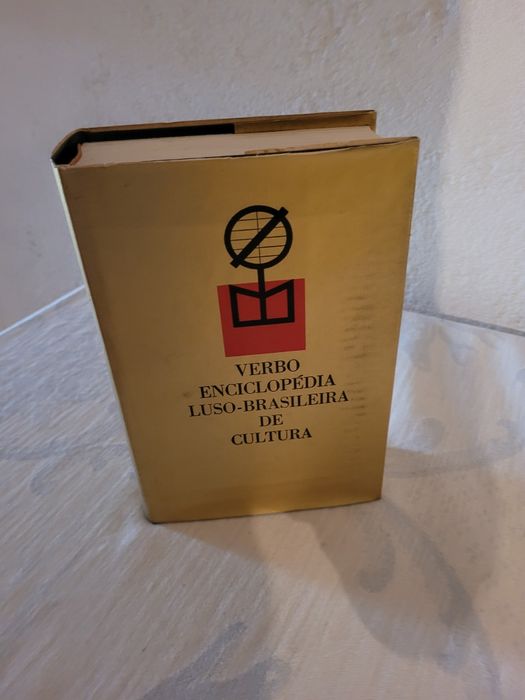 VERBO
ENCICLOPÉDIA
LUSO-BRASILEIRA
DE
CULTURA